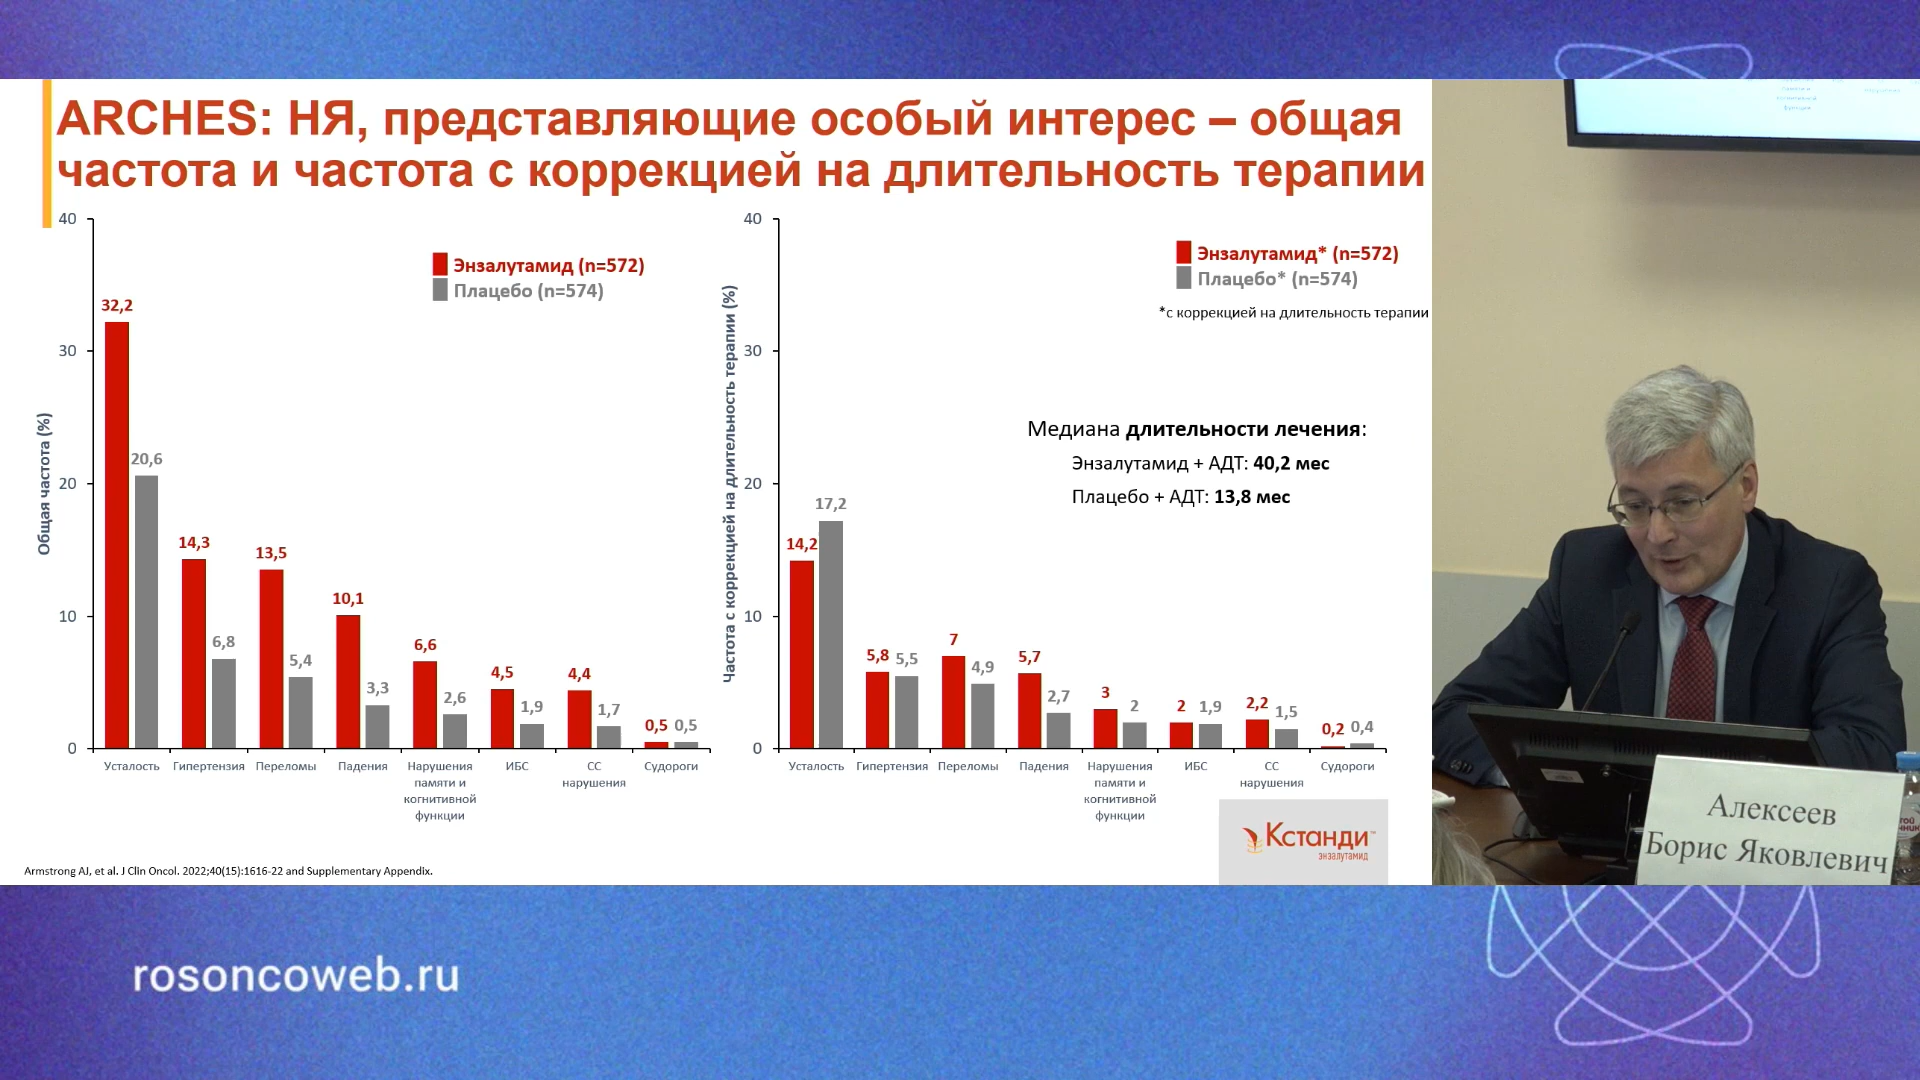 ARCHES: НЯ, представляющие особый интерес – общая
частота и частота с коррекцией на длительность терапии
Общая частота (%)
40
30
20
10
0
Энзалутамид (n=572)
Плацебо (n=574)
32,2
20,6
14,3
6,8
13,5
5,4
10,1
3,3
6,6
2,6
4,5
1,9
4,4
1,7
0,5
0,5
Усталость
Гипертензия
Переломы
Падения
Нарушения
памяти и
когнитивной
функции
ИБС
СС
нарушения
Судороги
Частота с коррекцией на длительность терапии (%)
40
30
20
10
0
Энзалутамид* (n=572)
Плацебо* (n=574)
*с коррекцией на длительность терапии
Медиана длительности лечения:
Энзалутамид + АДТ: 40,2 мес
Плацебо + АДТ: 13,8 мес
14,2
17,2
5,8
5,5
7
4,9
5,7
2,7
3
2
2
1,9
2,2
1,5
0,2
0,4
Усталость
Гипертензия
Переломы
Падения
Нарушения
памяти и
когнитивной
функции
ИБС
СС
нарушения
Судороги
Кстанди™
энзалутамид
Armstrong AJ, et al. J Clin Oncol. 2022;40(15):1616-22 and Supplementary Appendix.
Алексеев
Борис Яковлевич
rosoncoweb.ru